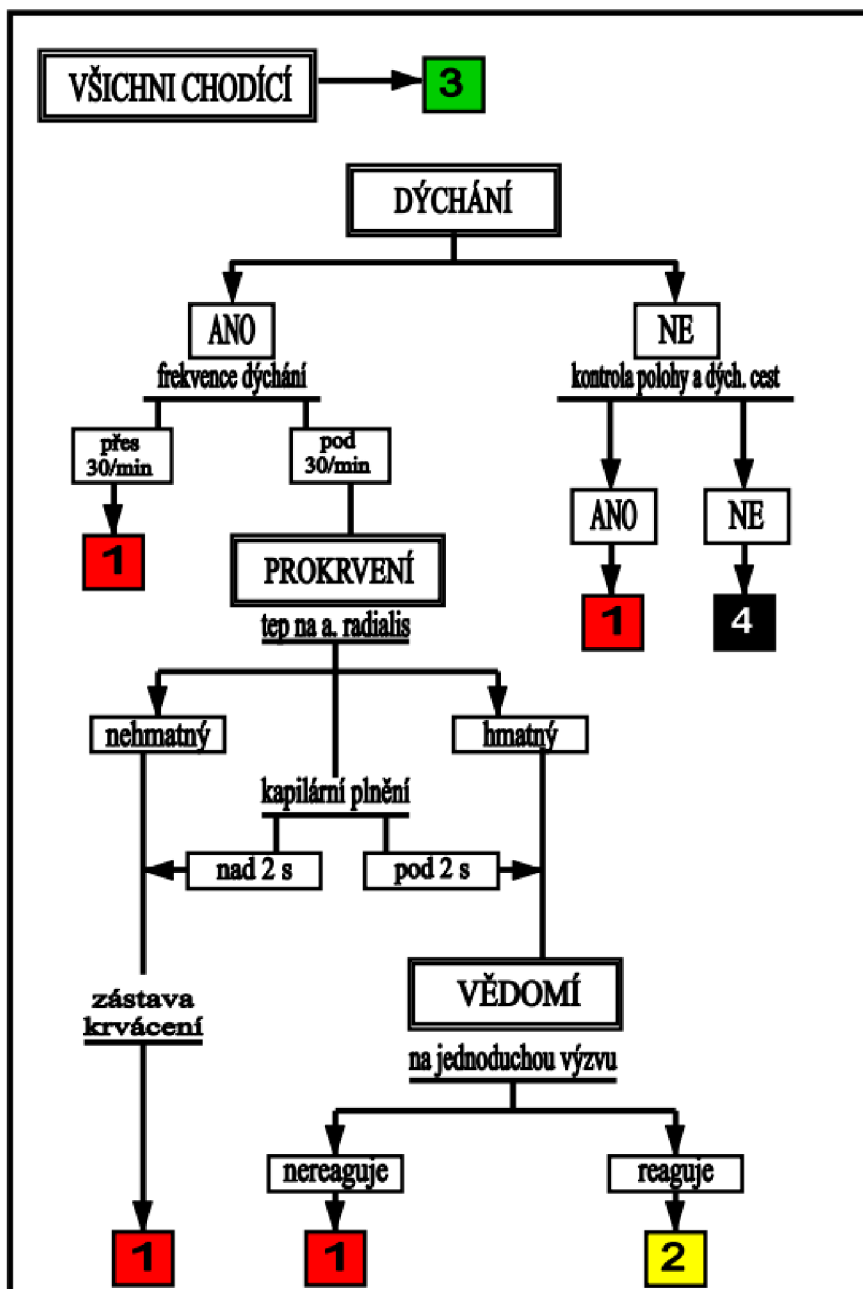 VŠICHNI CHODÍCÍ
3
DÝCHÁNÍ
ANO
NE
frekvence dýchání
kontrola polohy a dých. cest
přes
30/min
pod
30/min
ANO
NE
1
PROKRVENÍ
1
4
tep na a. radialis
nehmatný
hmatný
kapilární plnění
nad 2 s
pod 2 s
VĚDOMÍ
zástava
krvácení
na jednoduchou výzvu
nereaguje
reaguje
1
1
2